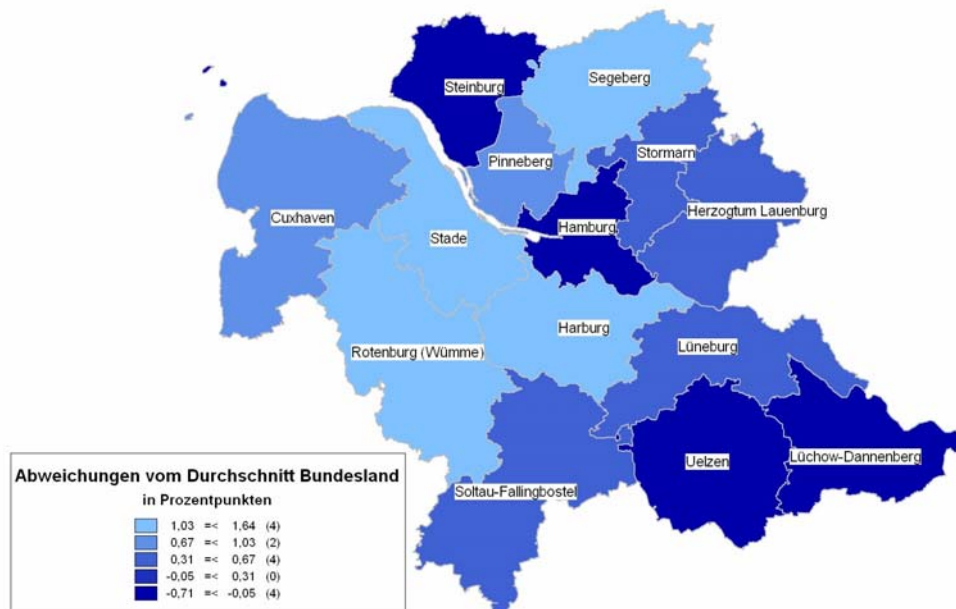 Steinburg
Segeberg
Pinneberg
Stormarn
Cuxhaven
Herzogtum Lauenburg
Hamburg
Stade
Harburg
Rotenburg (Wümme)
Lüneburg
Uelzen
Lüchow-Dannenberg
Soltau-Fallingbostel
Abweichungen vom Durchschnitt Bundesland
in Prozentpunkten
1,03 =< 1,64 (4)
0,67 =< 1,03 (2)
0,31 =< 0,67 (4)
-0,05 =< 0,31 (0)
-0,71 =< -0,05 (4)